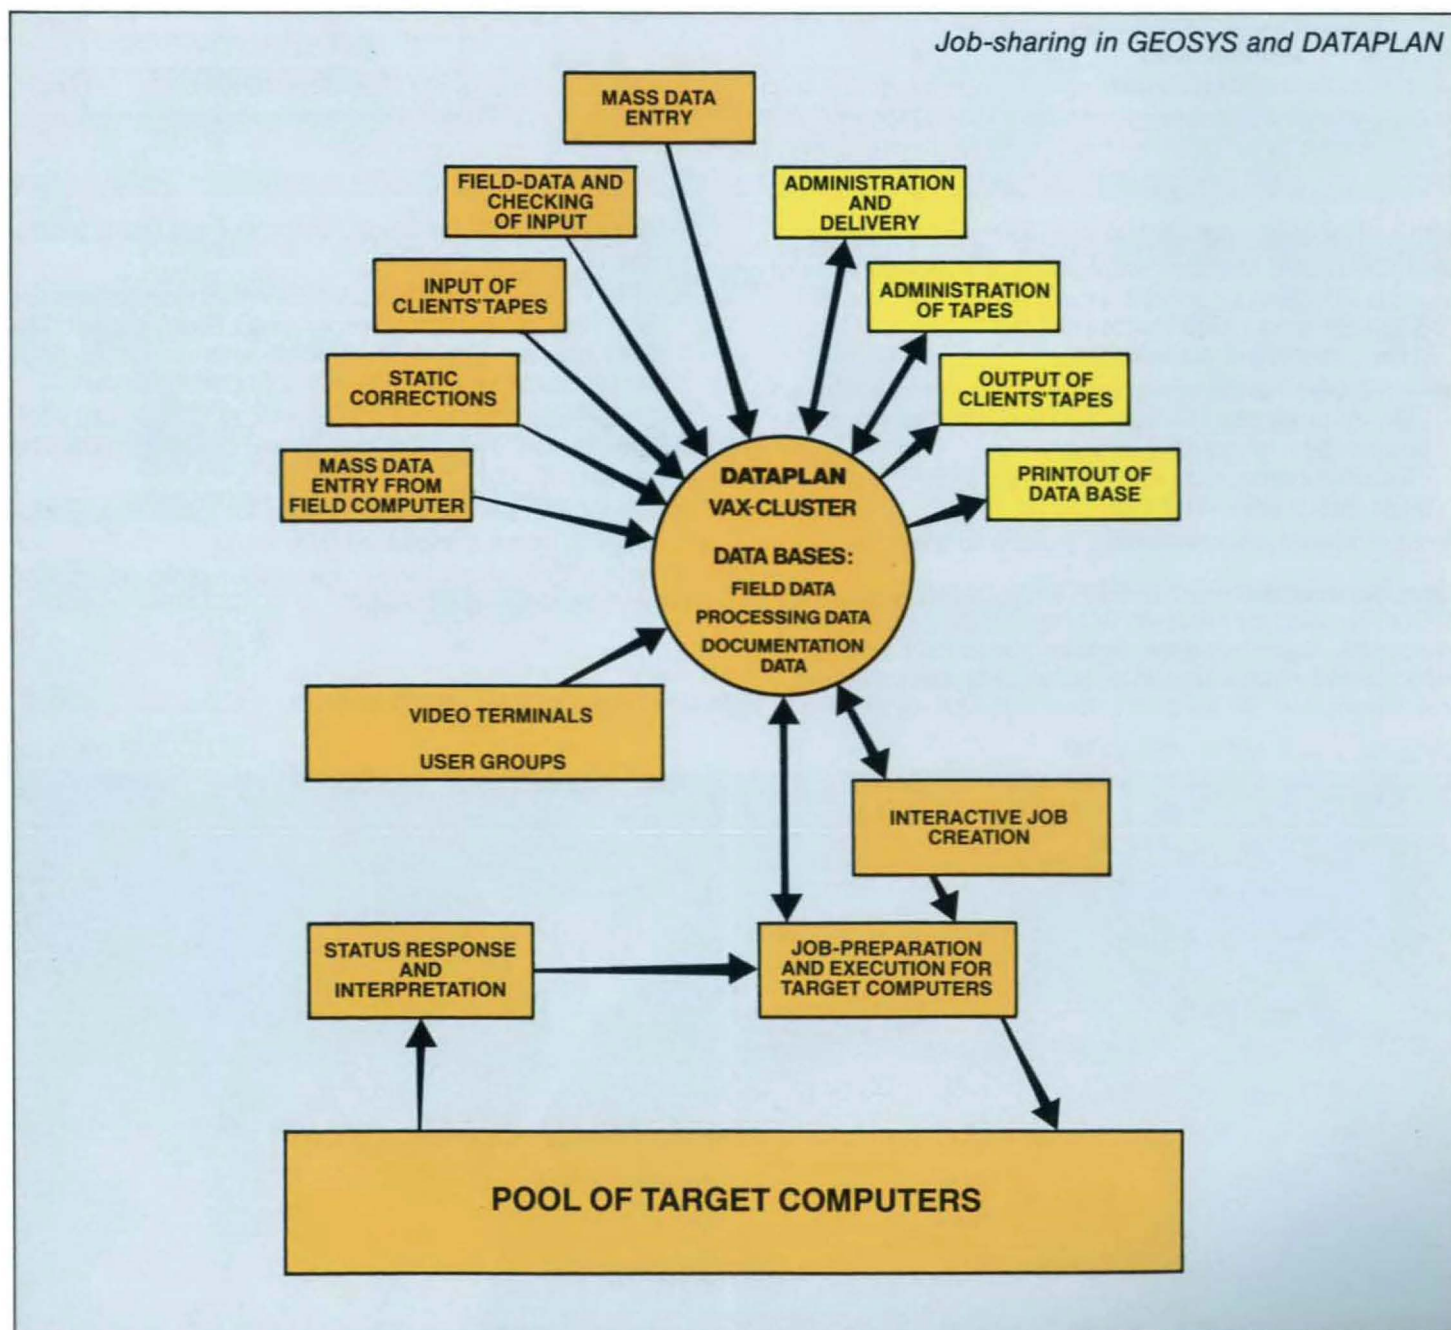 Job-sharing in GEOSYS and DATAPLAN
MASS DATA
ENTRY
FIELD-DATA AND
CHECKING
OF INPUT
ADMINISTRATION
AND
DELIVERY
INPUT OF
CLIENTS'TAPES
ADMINISTRATION
OF TAPES
STATIC
CORRECTIONS
OUTPUT OF
CLIENTS'TAPES
MASS DATA
ENTRY FROM
FIELD COMPUTER
PRINTOUT OF
DATA BASE
DATAPLAN
VAX-CLUSTER
DATA BASES:
FIELD DATA
PROCESSING DATA
DOCUMENTATION
DATA
VIDEO TERMINALS
USER GROUPS
INTERACTIVE JOB
CREATION
STATUS RESPONSE
AND
INTERPRETATION
JOB-PREPARATION
AND EXECUTION FOR
TARGET COMPUTERS
POOL OF TARGET COMPUTERS